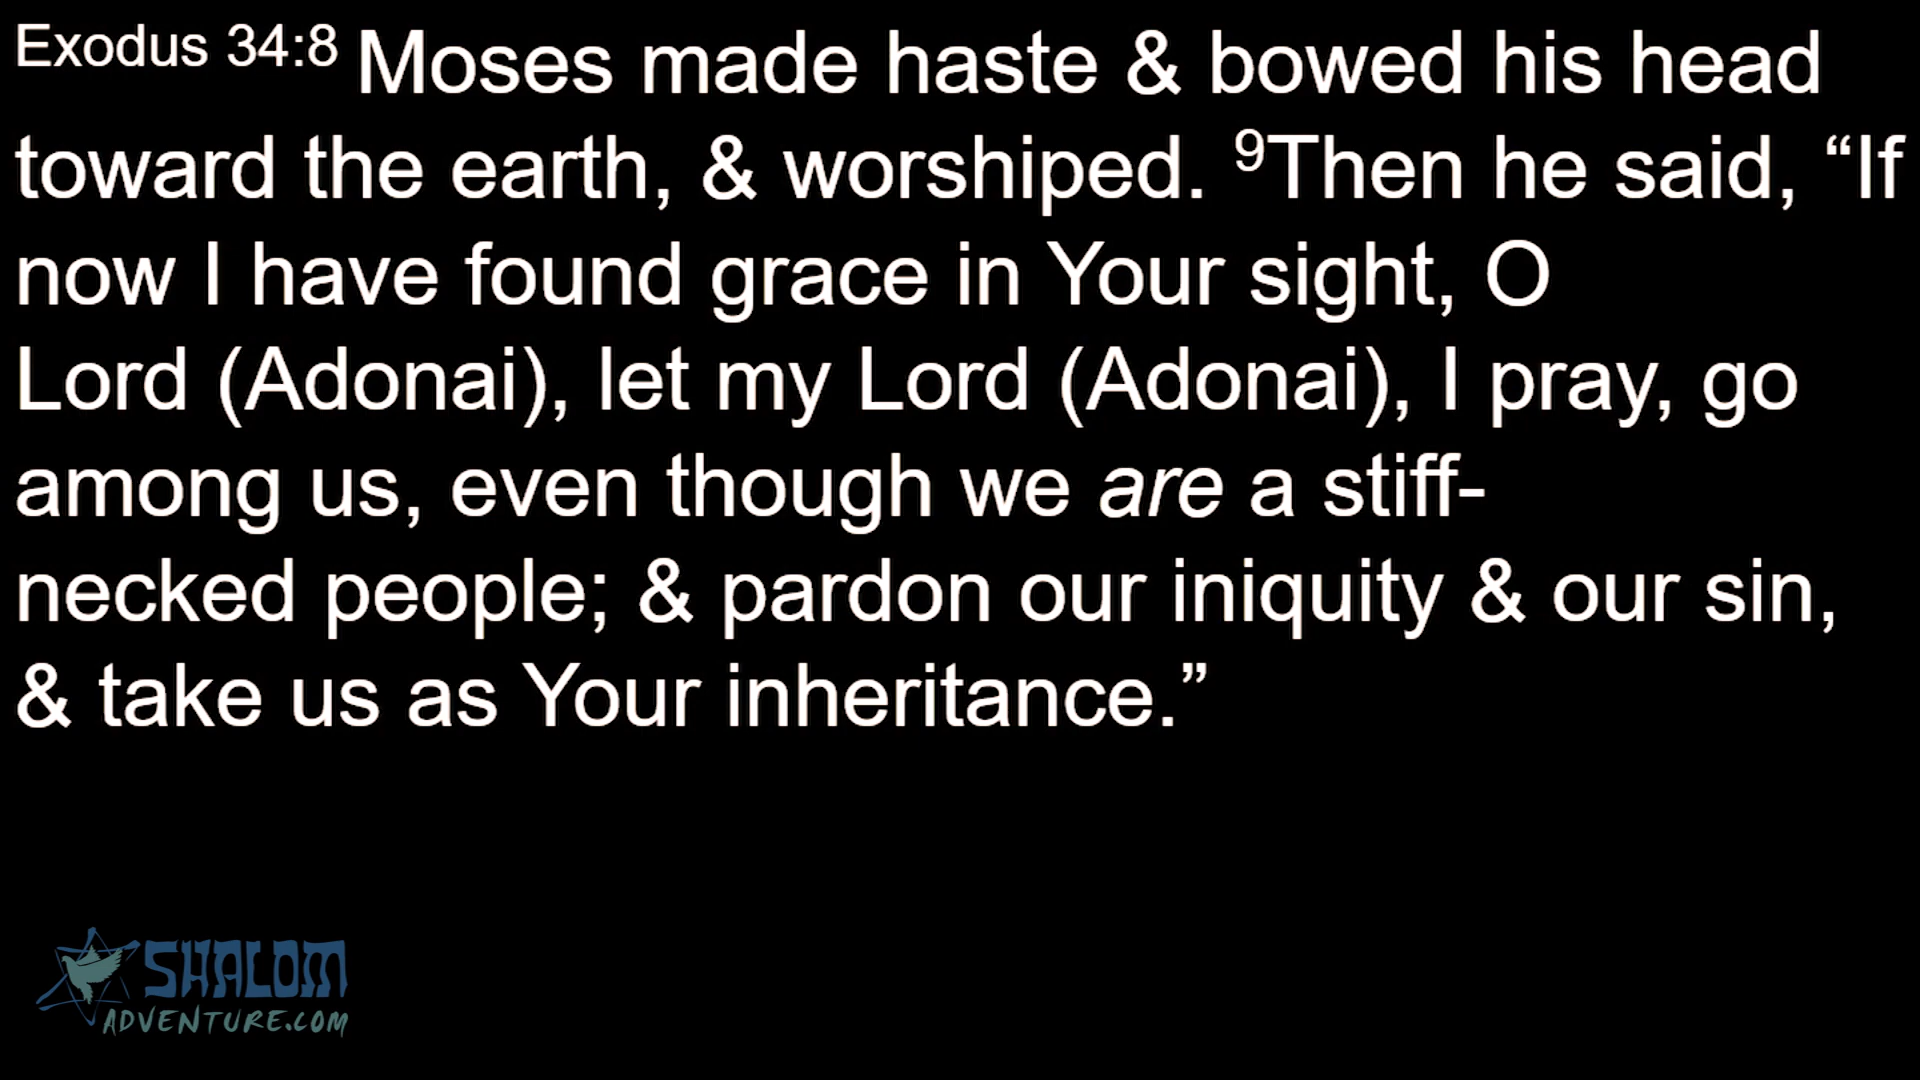 Exodus 34:8 Moses made haste & bowed his head
toward the earth, & worshiped. 9Then he said, “If
now I have found grace in Your sight, O
Lord (Adonai), let my Lord (Adonai), I pray, go
among us, even though we are a stiff-
necked people; & pardon our iniquity & our sin,
& take us as Your inheritance.”
SHALOM
ADVENTURE.COM